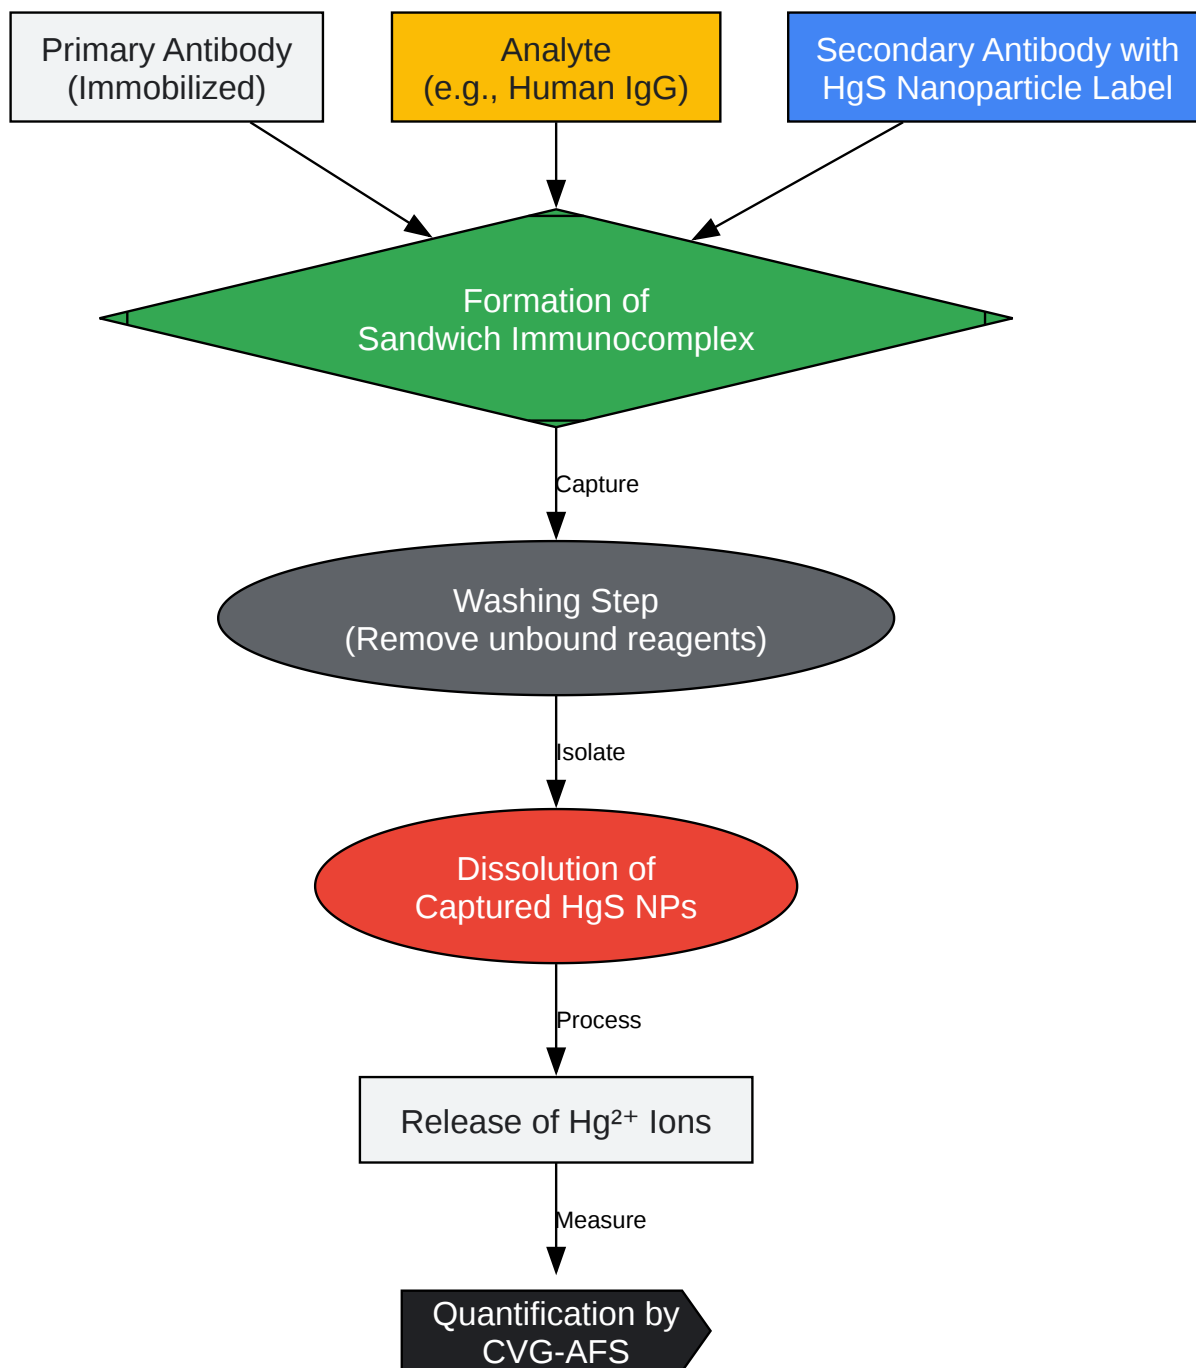 Primary Antibody
(Immobilized)
Analyte
(e.g., Human IgG)
Secondary Antibody with
HgS Nanoparticle Label
Formation of
Sandwich Immunocomplex
Capture
Washing Step
(Remove unbound reagents)
Isolate
Dissolution of
Captured HgS NPs
Process
Release of Hg²⁺ Ions
Measure
Quantification by
CVG-AFS